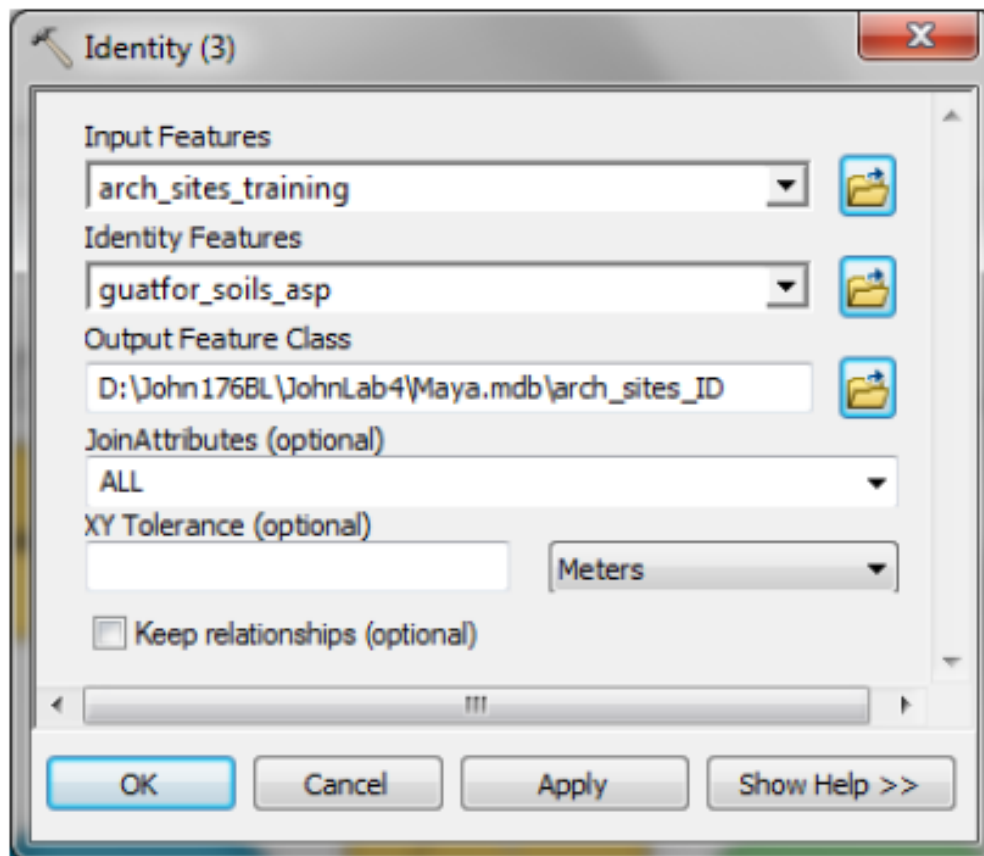 Identity (3)
Input Features
arch_sites_training
Identity Features
guatfor_soils_asp
Output Feature Class
D:\John176BL\JohnLab4\Maya.mdb\arch_sites_ID
JoinAttributes (optional)
ALL
XY Tolerance (optional)
Meters
Keep relationships (optional)
OK Cancel Apply Show Help >>